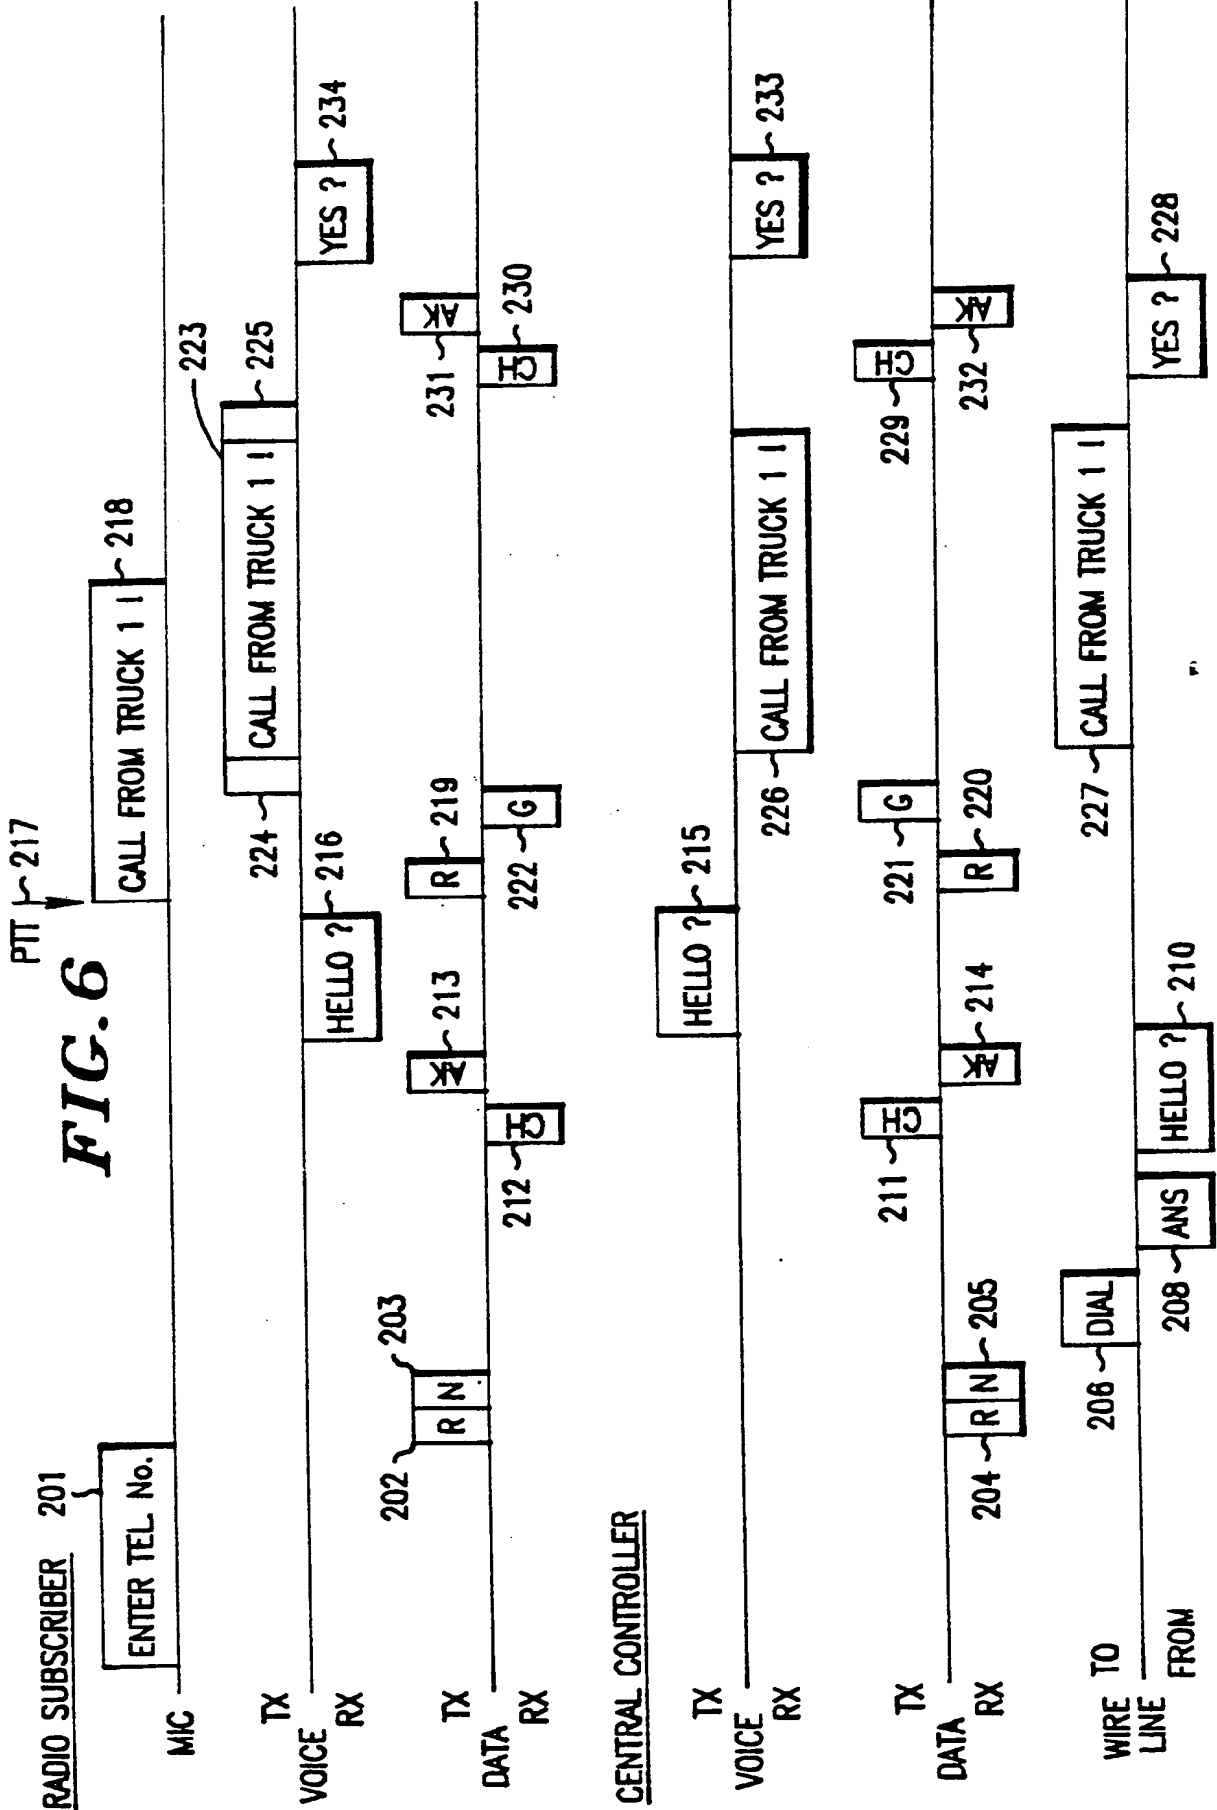 FIG. 6
RADIO SUBSCRIBER
201
ENTER TEL. No.
PTT
217
CALL FROM TRUCK 1 !
218
MIC
TX
VOICE
RX
224
CALL FROM TRUCK 1 !
223
225
HELLO ?
216
YES ?
234
TX
DATA
RX
202
R N
203
212
CH
AK
213
R
219
222
G
CH
230
231
AK
CENTRAL CONTROLLER
TX
VOICE
RX
HELLO ?
215
226
CALL FROM TRUCK 1 !
YES ?
233
TX
DATA
RX
204
R N
205
211
CH
AK
214
R
220
221
G
229
CH
232
AK
WIRE LINE
TO
FROM
206
DIAL
208
ANS
HELLO ?
210
227
CALL FROM TRUCK 1 !
YES ?
228